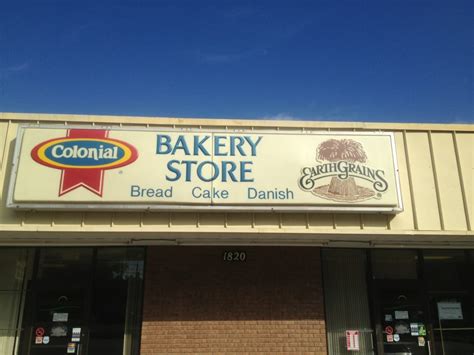 Colonial
BAKERY
STORE
Bread Cake Danish
EARTHGRAINS
1820